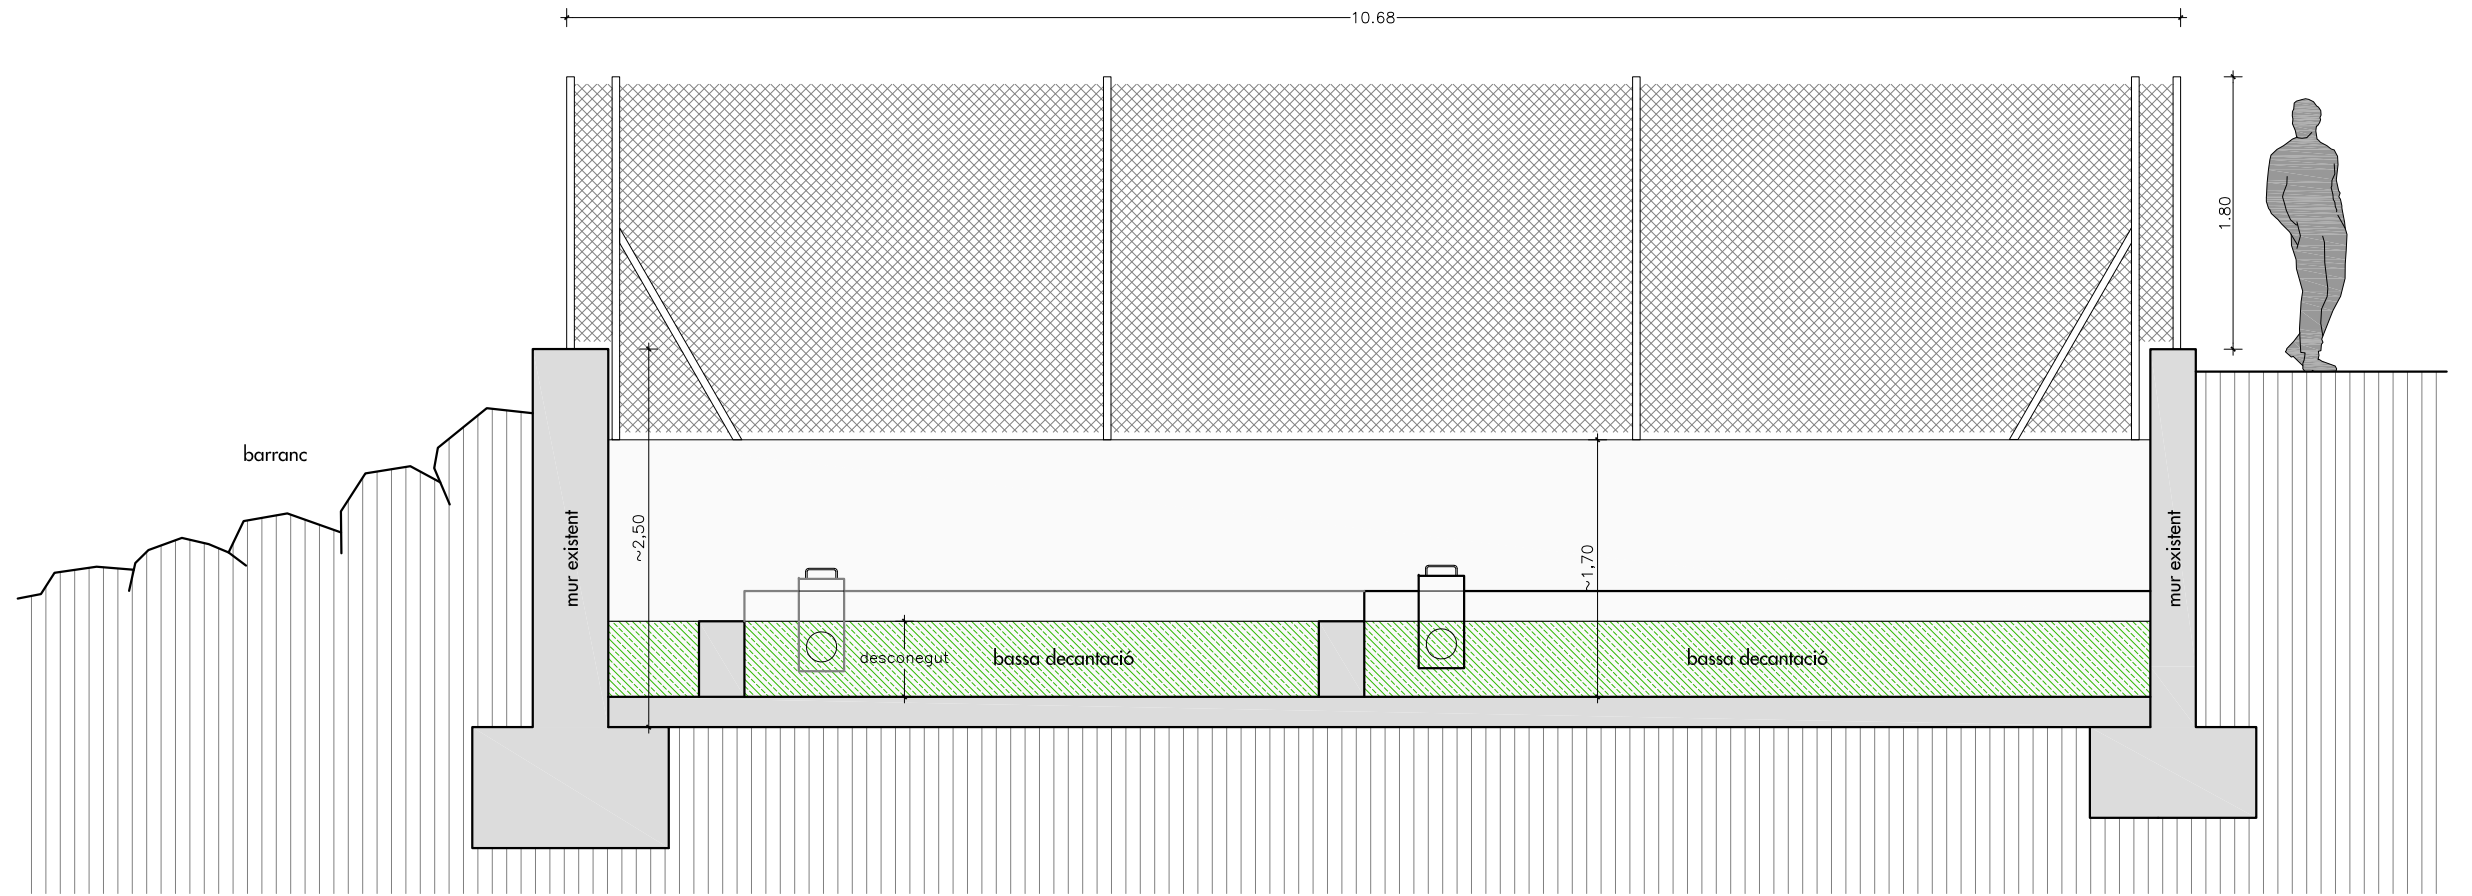 10.68
1.80
barranc
mur existent
~2,50
~1,70
mur existent
desconegut
bassa decantació
bassa decantació